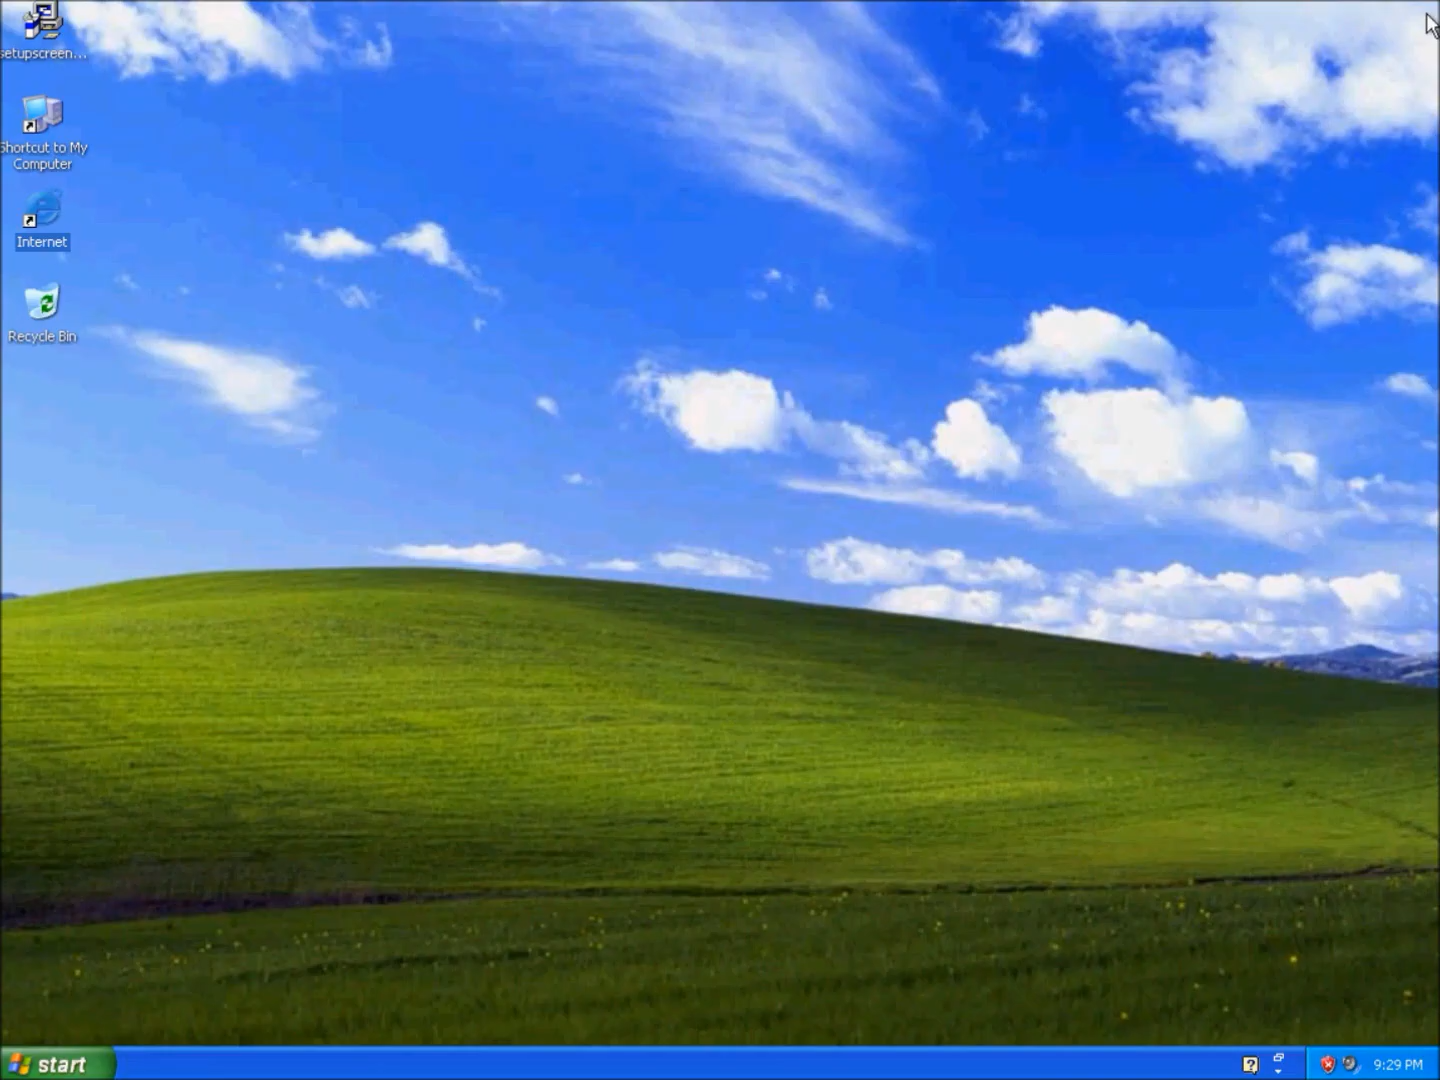 setupscreen...
Shortcut to My
Computer
Internet
Recycle Bin
start
9:29 PM